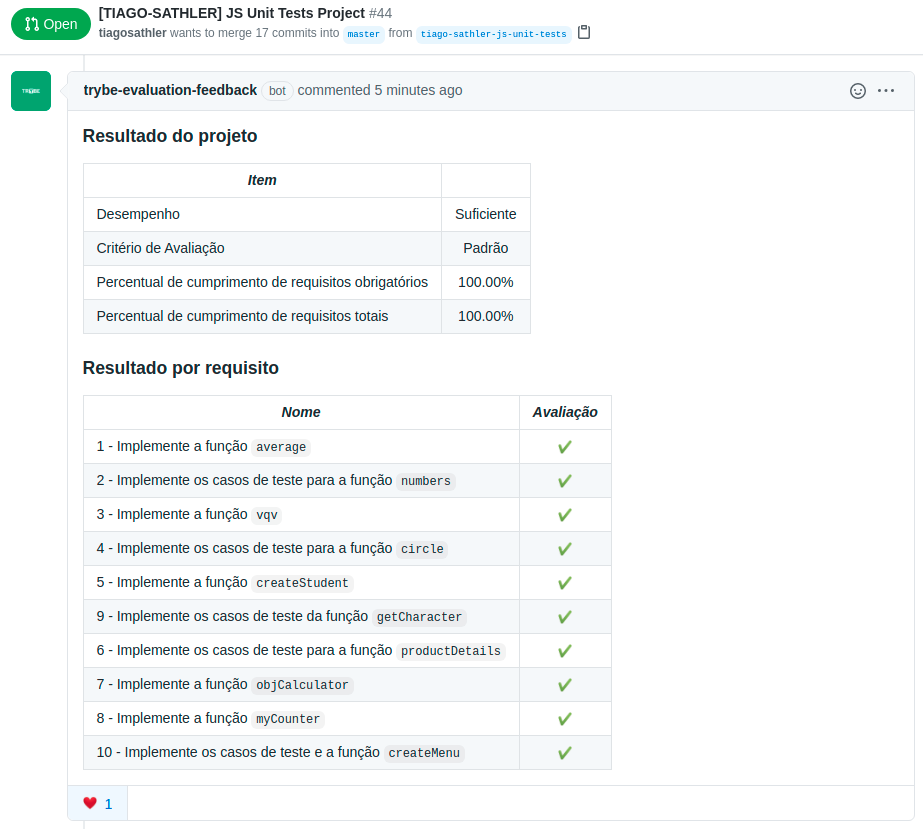 Open
[TIAGO-SATHLER] JS Unit Tests Project #44
tiagosathler wants to merge 17 commits into master from tiago-sathler-js-unit-tests
TRYBE
trybe-evaluation-feedback bot commented 5 minutes ago
Resultado do projeto
Item
Desempenho Suficiente
Critério de Avaliação Padrão
Percentual de cumprimento de requisitos obrigatórios 100.00%
Percentual de cumprimento de requisitos totais 100.00%
Resultado por requisito
Nome Avaliação
1 - Implemente a função average ✔
2 - Implemente os casos de teste para a função numbers ✔
3 - Implemente a função vqv ✔
4 - Implemente os casos de teste para a função circle ✔
5 - Implemente a função createStudent ✔
9 - Implemente os casos de teste da função getCharacter ✔
6 - Implemente os casos de teste para a função productDetails ✔
7 - Implemente a função objCalculator ✔
8 - Implemente a função myCounter ✔
10 - Implemente os casos de teste e a função createMenu ✔
❤️ 1